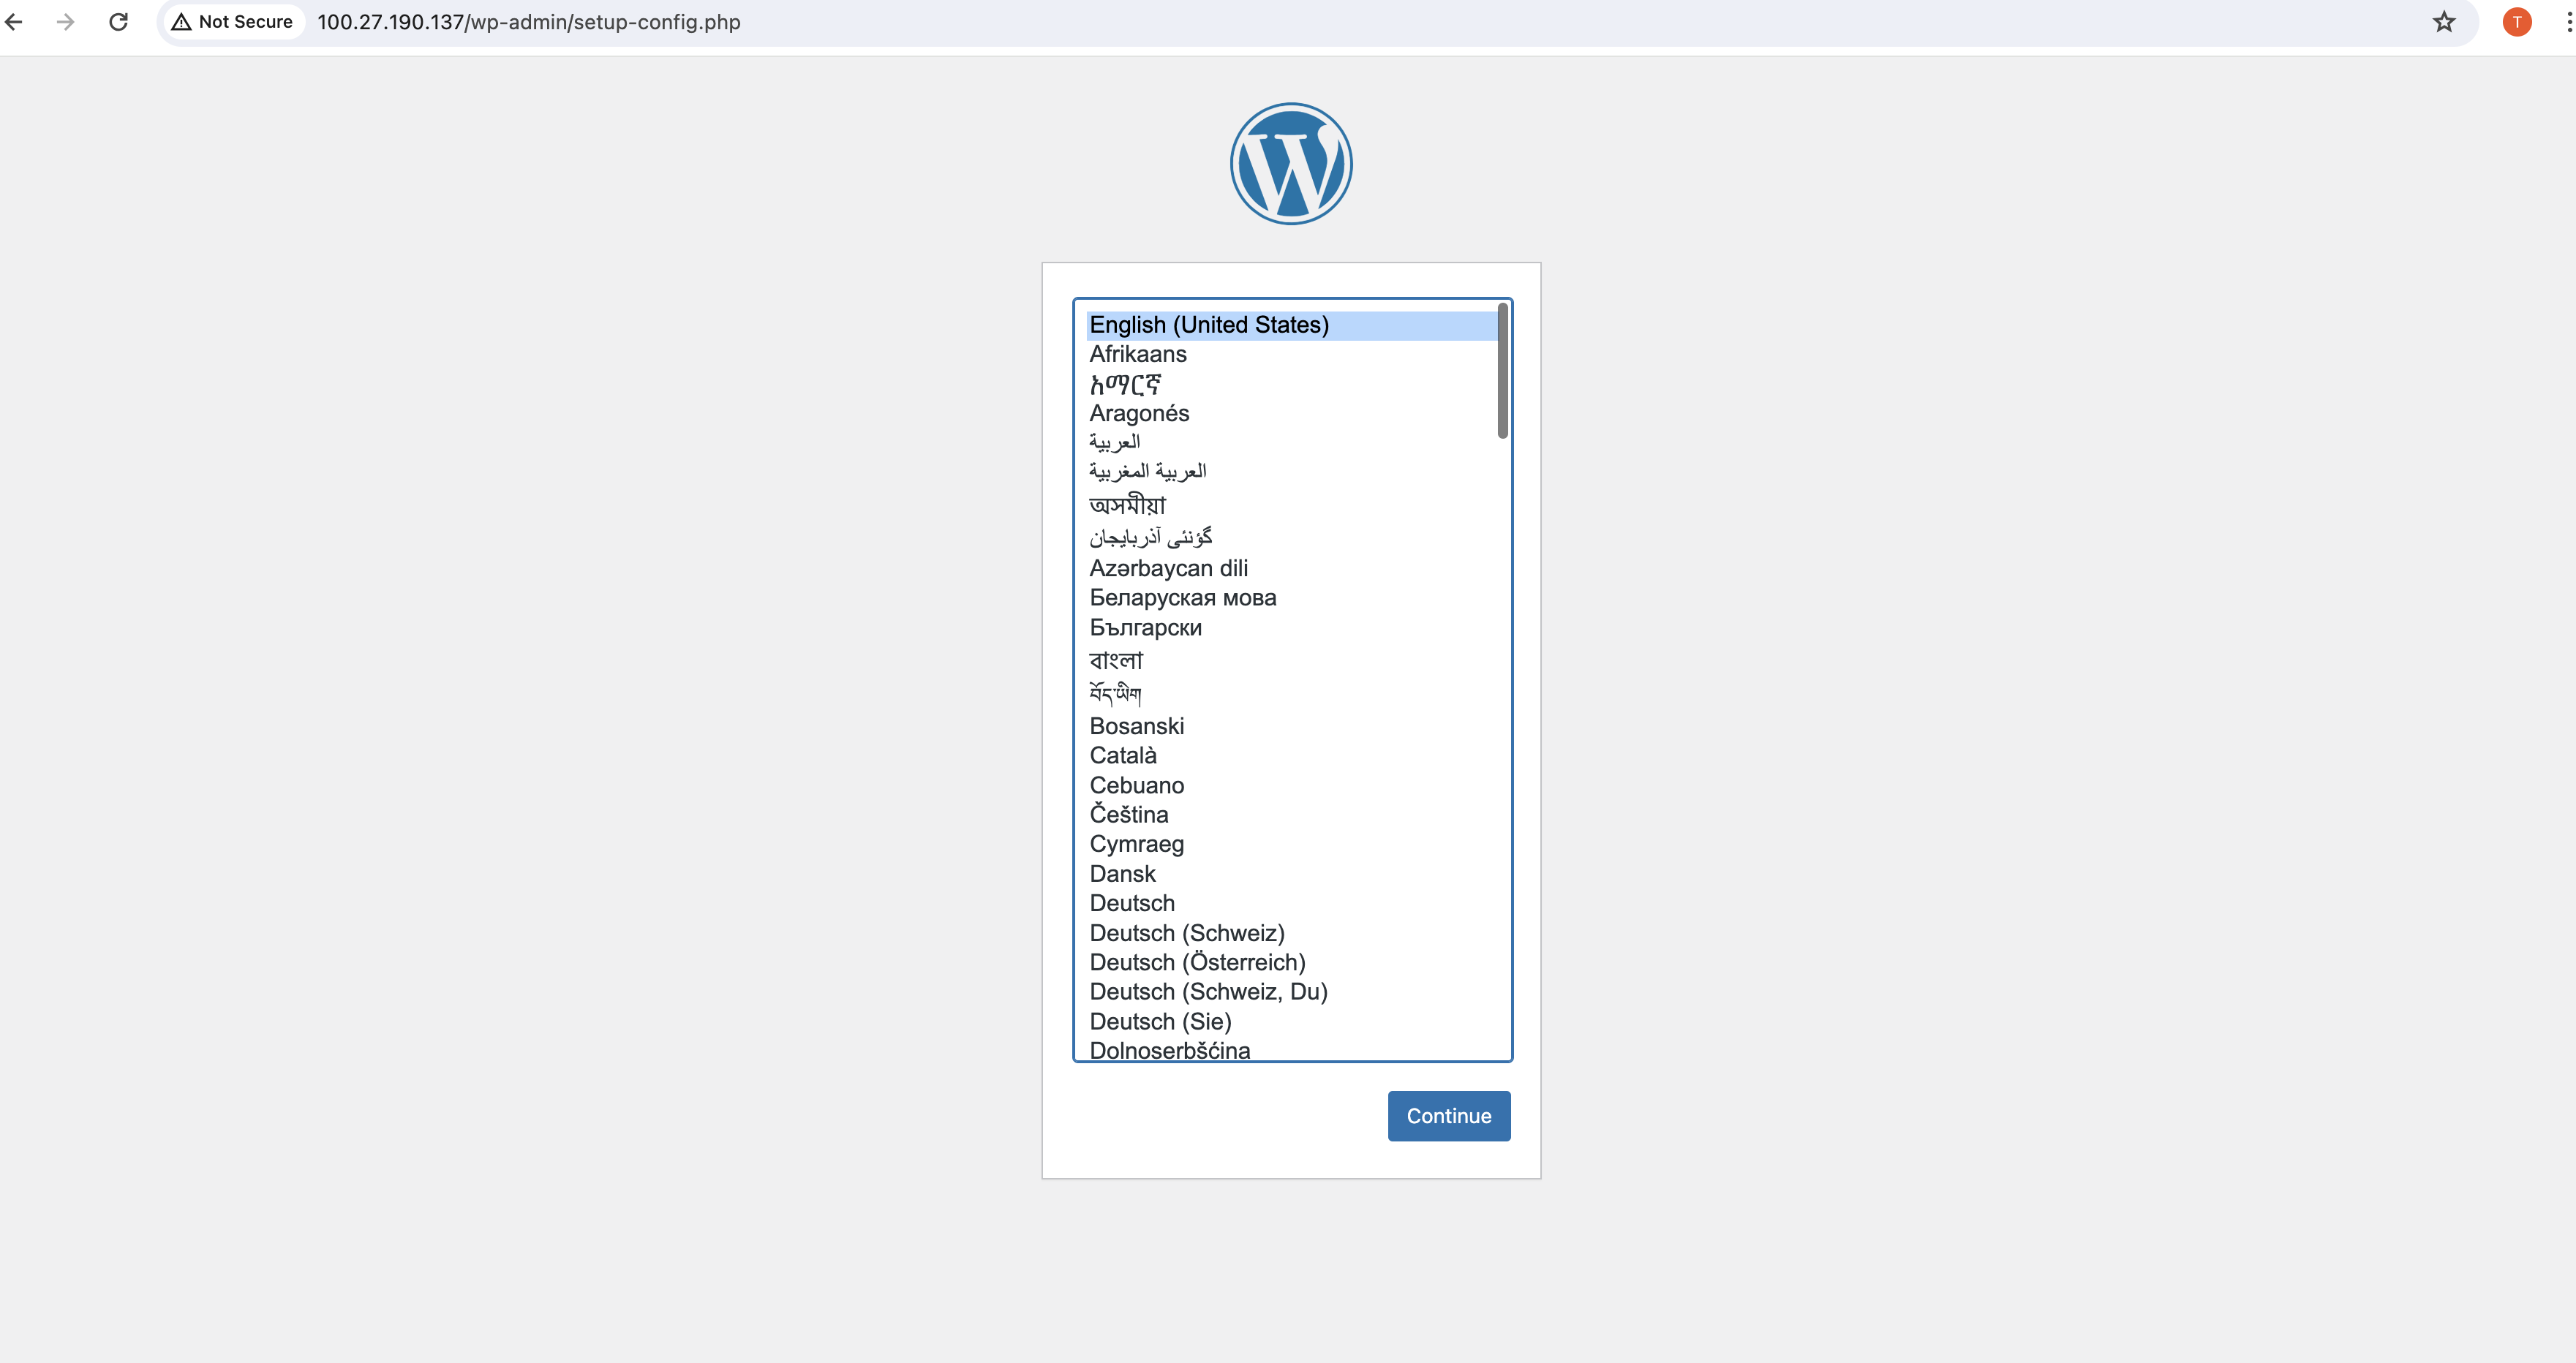 Not Secure
100.27.190.137/wp-admin/setup-config.php
T
English (United States)
Afrikaans
አማርኛ
Aragonés
العربية
العربية المغربية
অসমীয়া
گؤنئی آذربایجان
Azərbaycan dili
Беларуская мова
Български
বাংলা
བོད་ཡིག
Bosanski
Català
Cebuano
Čeština
Cymraeg
Dansk
Deutsch
Deutsch (Schweiz)
Deutsch (Österreich)
Deutsch (Schweiz, Du)
Deutsch (Sie)
Dolnoserbšćina
Continue